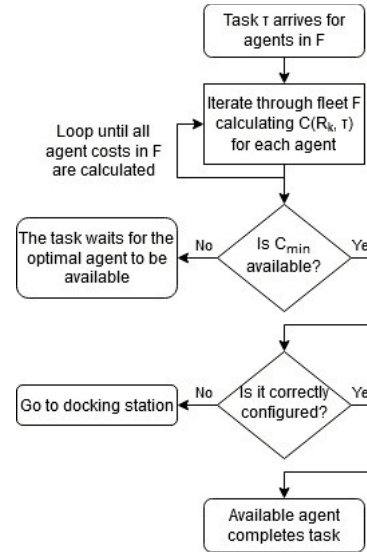 Task τ arrives for
agents in F
Iterate through fleet F
calculating C(Rₖ, τ)
for each agent
Loop until all
agent costs in F
are calculated
Is Cₘᵢₙ
available?
No
Ye
The task waits for the
optimal agent to be
available
Is it correctly
configured?
No
Ye
Go to docking station
Available agent
completes task